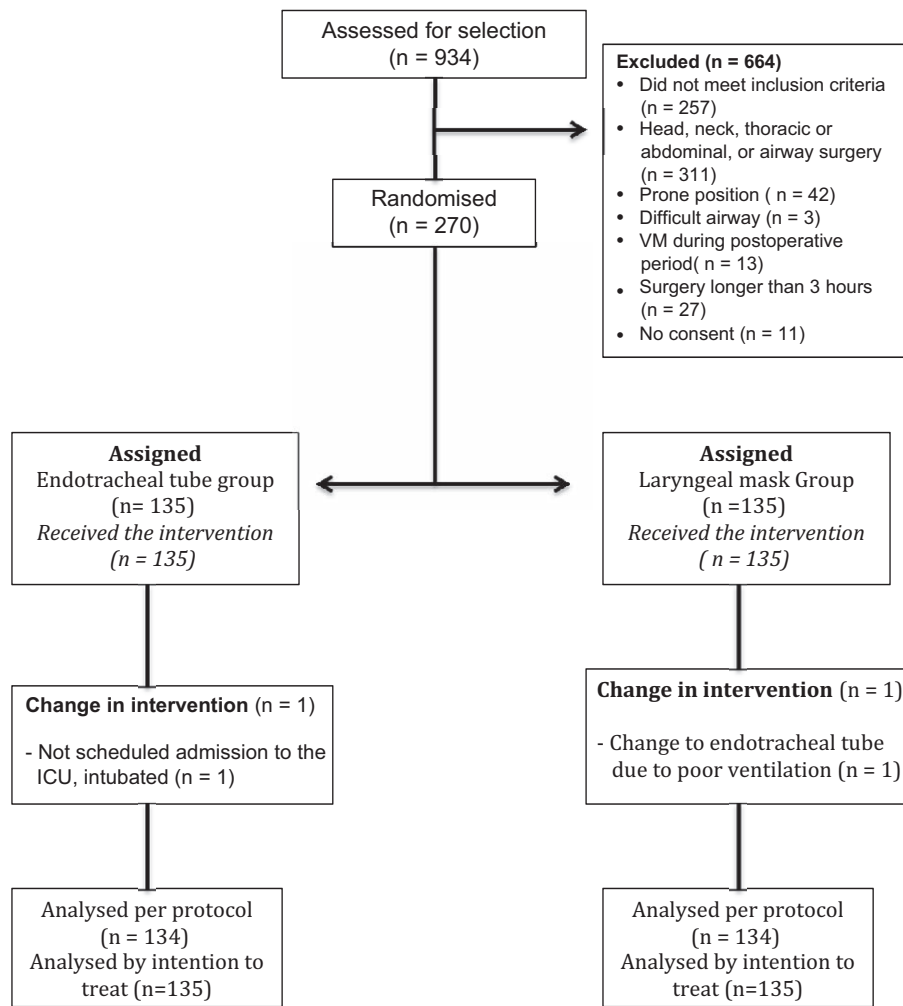 Assessed for selection
(n = 934)
Excluded (n = 664)
• Did not meet inclusion criteria
(n = 257)
• Head, neck, thoracic or
abdominal, or airway surgery
(n = 311)
• Prone position ( n = 42)
• Difficult airway (n = 3)
• VM during postoperative
period( n = 13)
• Surgery longer than 3 hours
(n = 27)
• No consent (n = 11)
Randomised
(n = 270)
Assigned
Endotracheal tube group
(n= 135)
Received the intervention
(n = 135)
Assigned
Laryngeal mask Group
(n =135)
Received the intervention
( n = 135)
Change in intervention (n = 1)
- Not scheduled admission to the
ICU, intubated (n = 1)
Change in intervention (n = 1)
- Change to endotracheal tube
due to poor ventilation (n = 1)
Analysed per protocol
(n = 134)
Analysed by intention to
treat (n=135)
Analysed per protocol
(n = 134)
Analysed by intention to
treat (n=135)